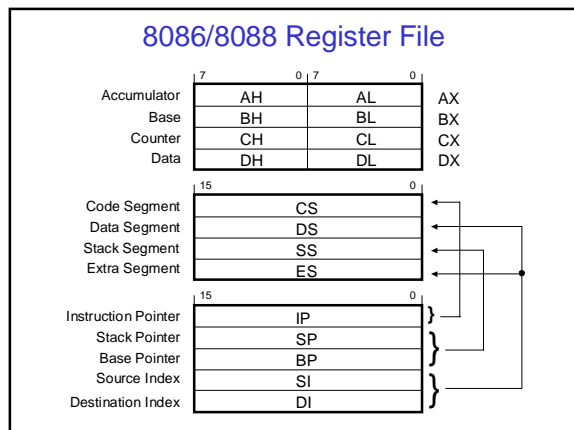 8086/8088 Register File
7 0 7 0
Accumulator AH AL AX
Base BH BL BX
Counter CH CL CX
Data DH DL DX
15 0
Code Segment CS
Data Segment DS
Stack Segment SS
Extra Segment ES
15 0
Instruction Pointer IP }
Stack Pointer SP
Base Pointer BP }
Source Index SI
Destination Index DI }